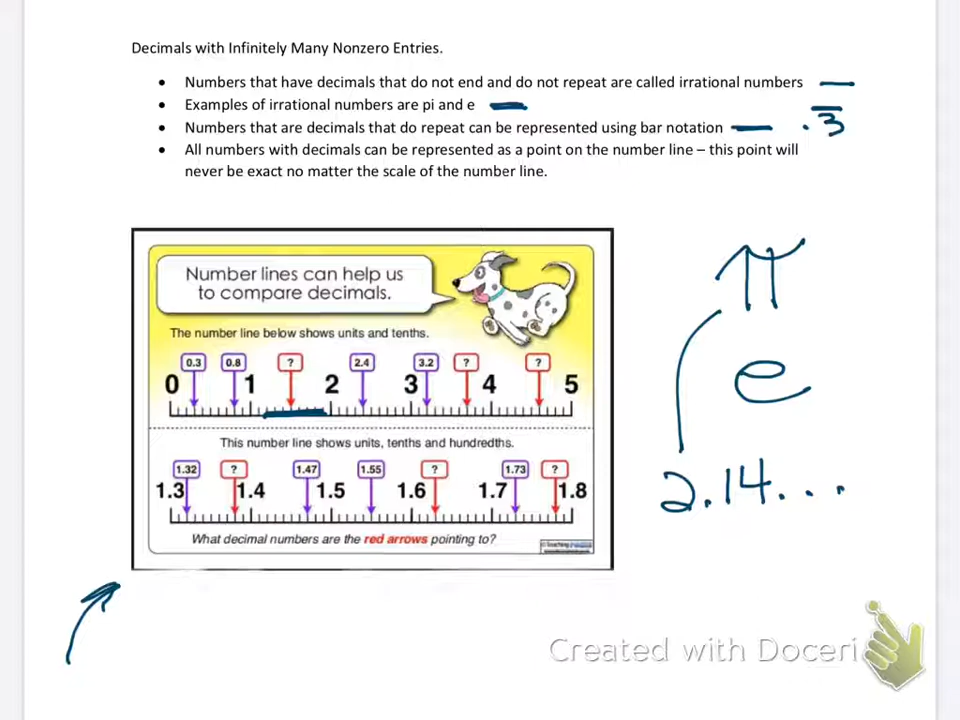 Decimals with Infinitely Many Nonzero Entries.
• Numbers that have decimals that do not end and do not repeat are called irrational numbers
• Examples of irrational numbers are pi and e
• Numbers that are decimals that do repeat can be represented using bar notation
.3̅
• All numbers with decimals can be represented as a point on the number line – this point will
never be exact no matter the scale of the number line.
Number lines can help us
to compare decimals.
The number line below shows units and tenths.
0.3 0.8 ? 2.4 3.2 ? ?
0 1 2 3 4 5
This number line shows units, tenths and hundredths.
1.32 ? 1.47 1.55 ? 1.73 ?
1.3 1.4 1.5 1.6 1.7 1.8
What decimal numbers are the red arrows pointing to?
π
e
2.14...
Created with Doceri